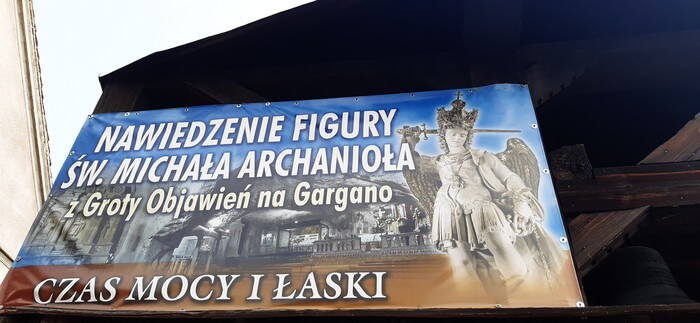 NAWIEDZENIE FIGURY
ŚW. MICHAŁA ARCHANIOŁA
z Groty Objawień na Gargano
CZAS MOCY I ŁASKI